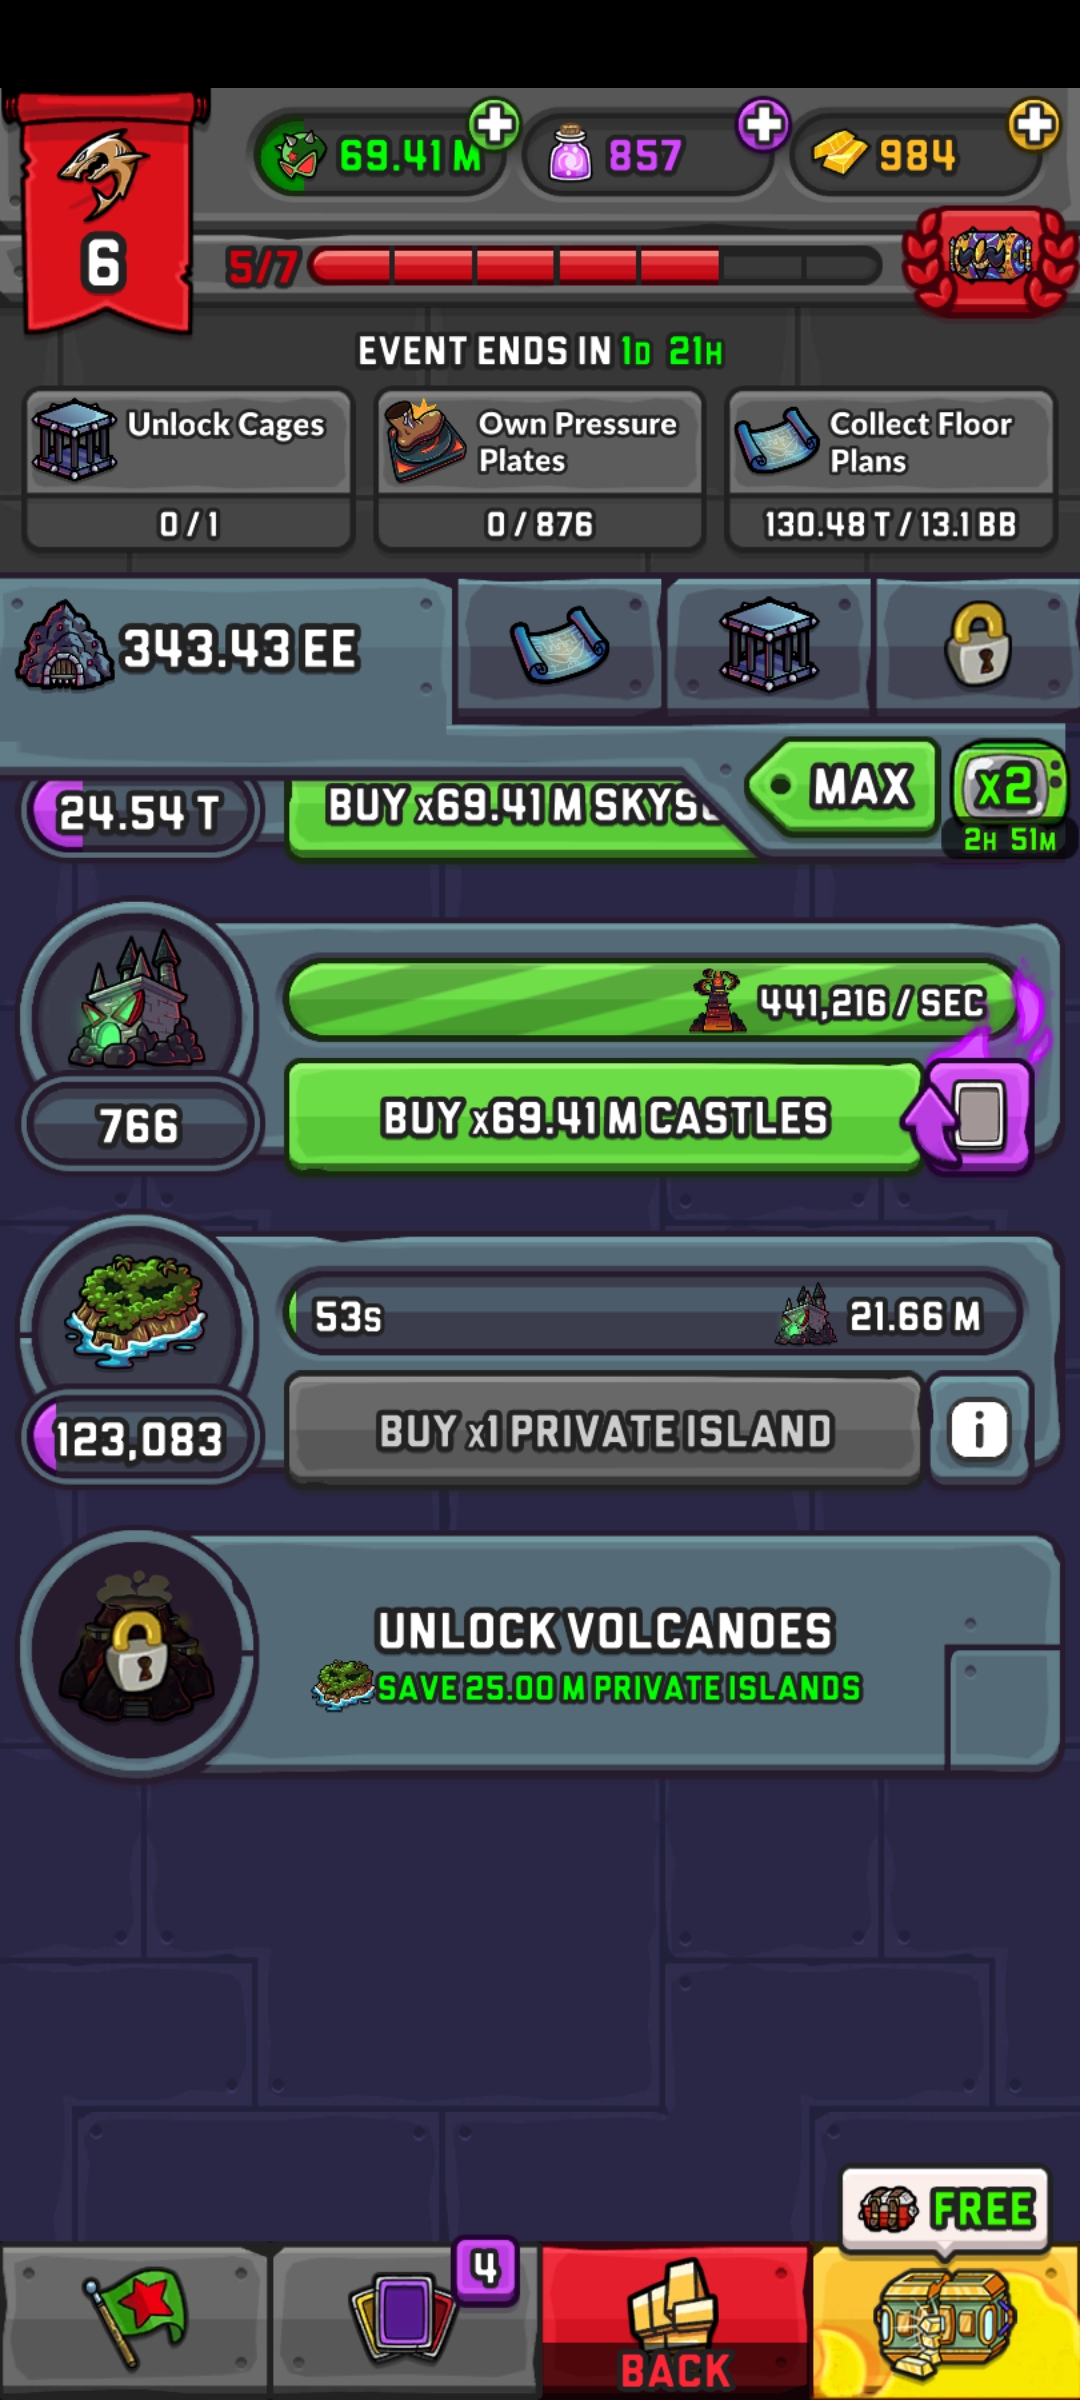 69.41 M
857
984
6
5/7
EVENT ENDS IN 1D 21H
Unlock Cages
0 / 1
Own Pressure
Plates
0 / 876
Collect Floor
Plans
130.48 T / 13.1 BB
343.43 EE
MAX
x2
2H 51M
24.54 T
BUY x69.41 M
766
441,216 / SEC
BUY x69.41 M CASTLES
123,083
53s
21.66 M
BUY x1 PRIVATE ISLAND
i
UNLOCK VOLCANOES
SAVE 25.00 M PRIVATE ISLANDS
FREE
4
BACK